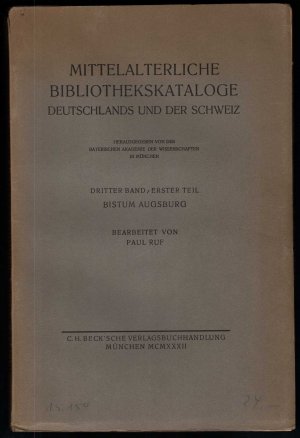 MITTELALTERLICHE
BIBLIOTHEKSKATALOGE
DEUTSCHLANDS UND DER SCHWEIZ
HERAUSGEGEBEN VON DER
BAYERISCHEN AKADEMIE DER WISSENSCHAFTEN
IN MÜNCHEN
DRITTER BAND / ERSTER TEIL
BISTUM AUGSBURG
BEARBEITET VON
PAUL RUF
C. H. BECK'SCHE VERLAGSBUCHHANDLUNG
MÜNCHEN MCMXXXII